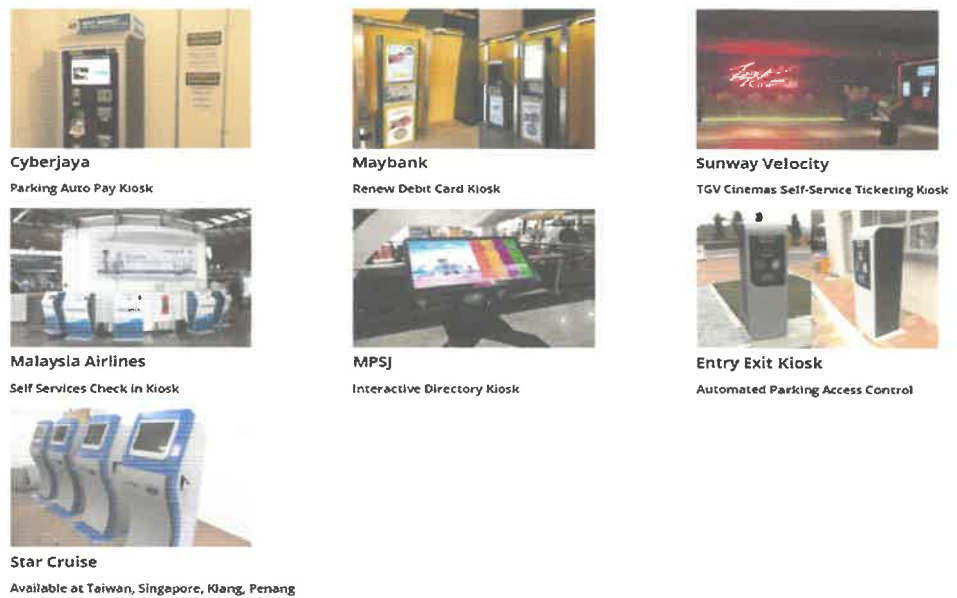 Cyberjaya
Parking Auto Pay Kiosk
Maybank
Renew Debit Card Kiosk
Sunway Velocity
TGV Cinemas Self-Service Ticketing Kiosk
Malaysia Airlines
Self Services Check in Kiosk
MPSJ
Interactive Directory Kiosk
Entry Exit Kiosk
Automated Parking Access Control
Star Cruise
Available at Taiwan, Singapore, Klang, Penang